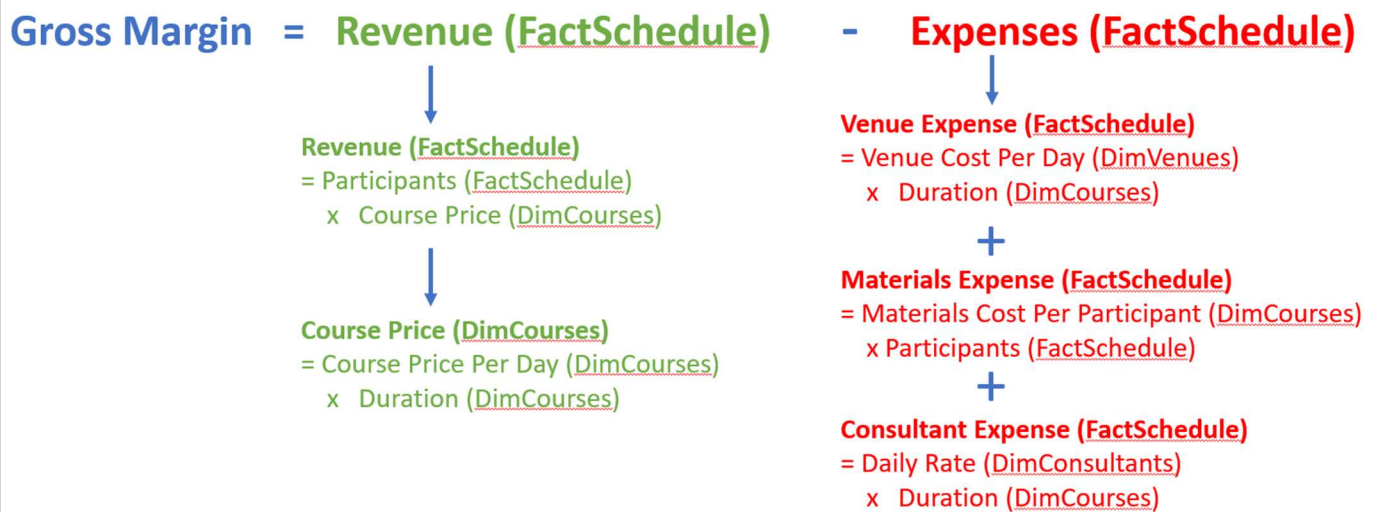 Gross Margin = Revenue (FactSchedule) - Expenses (FactSchedule)
Revenue (FactSchedule)
= Participants (FactSchedule)
x Course Price (DimCourses)
Course Price (DimCourses)
= Course Price Per Day (DimCourses)
x Duration (DimCourses)
Venue Expense (FactSchedule)
= Venue Cost Per Day (DimVenues)
x Duration (DimCourses)
+
Materials Expense (FactSchedule)
= Materials Cost Per Participant (DimCourses)
x Participants (FactSchedule)
+
Consultant Expense (FactSchedule)
= Daily Rate (DimConsultants)
x Duration (DimCourses)